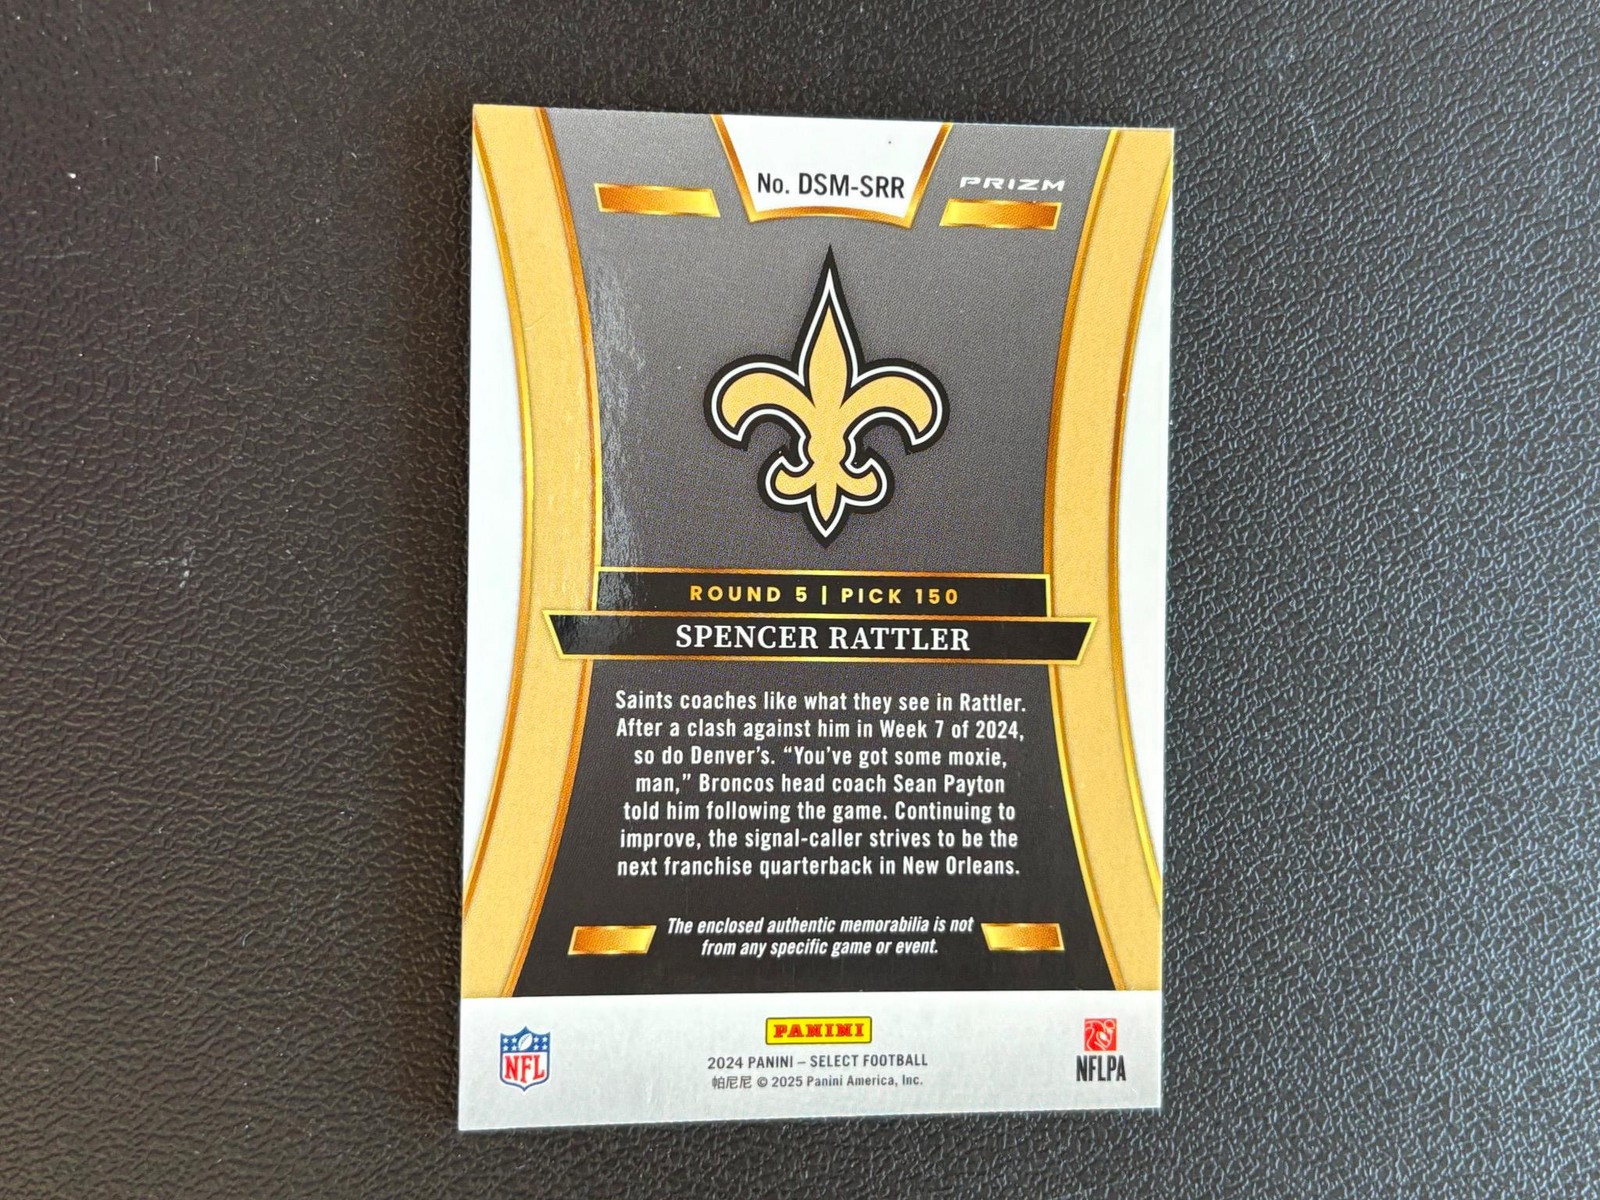 No. DSM-SRR
PRIZM
ROUND 5 | PICK 150
SPENCER RATTLER
Saints coaches like what they see in Rattler.
After a clash against him in Week 7 of 2024,
so do Denver's. “You've got some moxie,
man,” Broncos head coach Sean Payton
told him following the game. Continuing to
improve, the signal-caller strives to be the
next franchise quarterback in New Orleans.
The enclosed authentic memorabilia is not
from any specific game or event.
NFL
PANINI
2024 PANINI – SELECT FOOTBALL
帕尼尼 © 2025 Panini America, Inc.
NFLPA